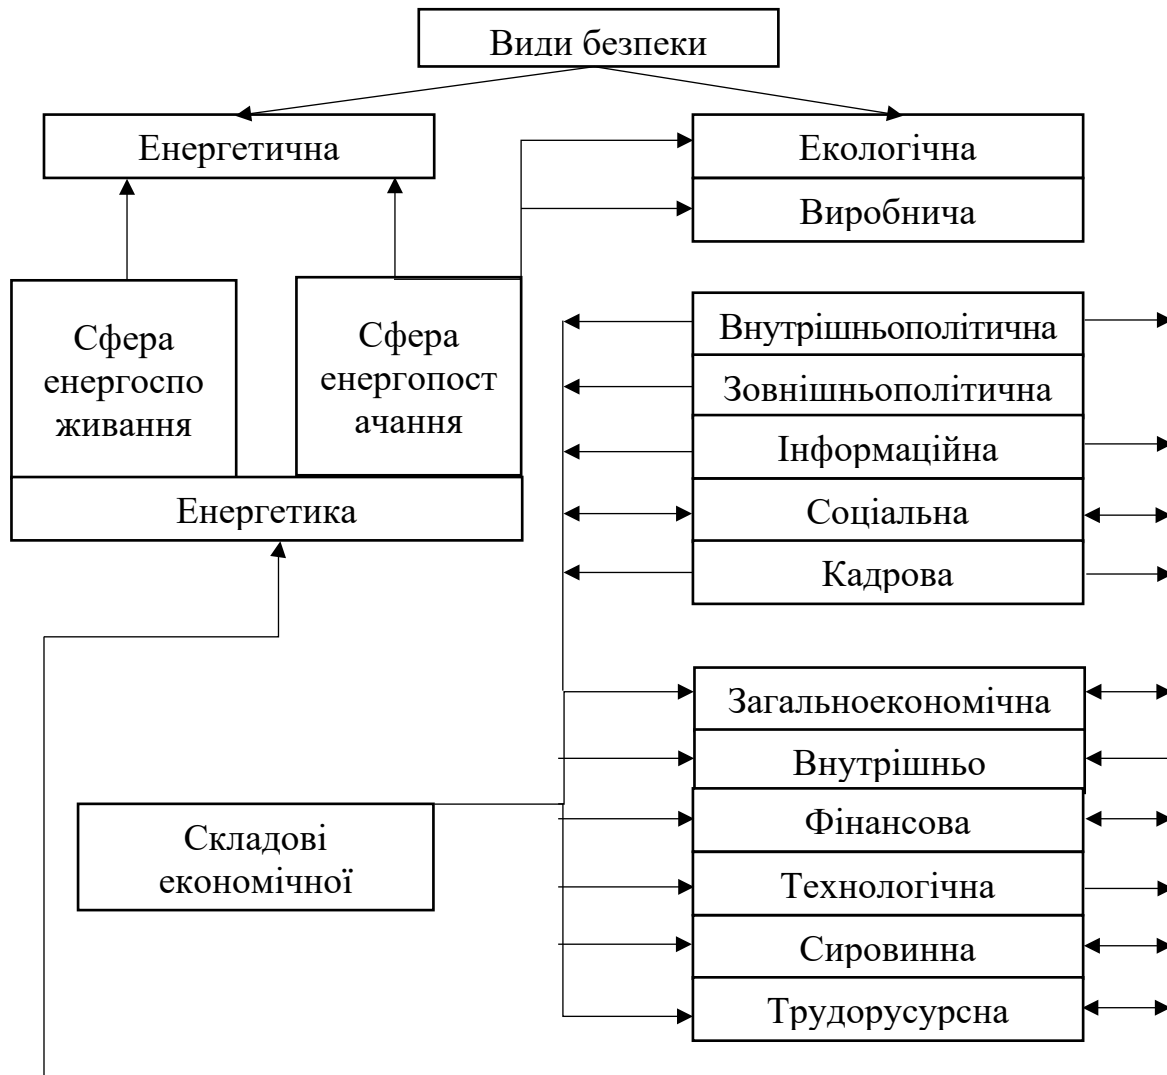 Види безпеки
Енергетична
Екологічна
Виробнича
Сфера
енергоспо
живання
Сфера
енергопост
ачання
Енергетика
Внутрішньополітична
Зовнішньополітична
Інформаційна
Соціальна
Кадрова
Складові
економічної
Загальноекономічна
Внутрішньо
Фінансова
Технологічна
Сировинна
Трудорусурсна